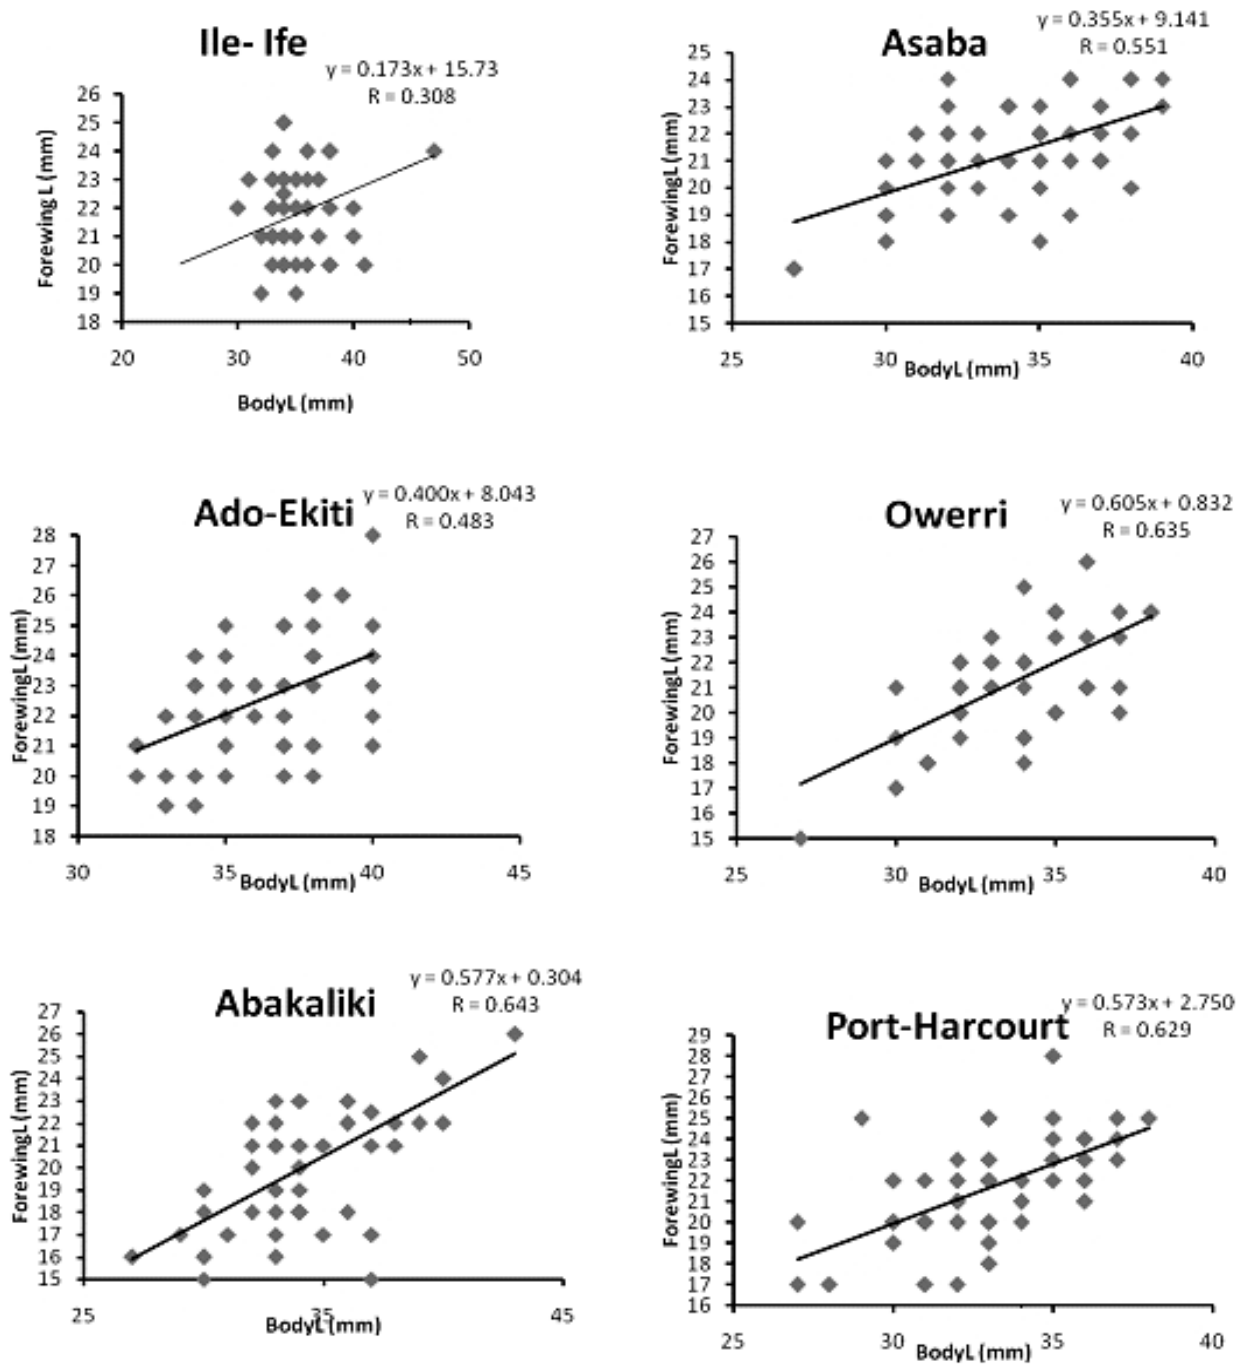 Ile- Ife
y = 0.173x + 15.73
R = 0.308
26
25
24
23
22
21
20
19
18
Forewing L (mm)
20 30 40 50
BodyL (mm)
Asaba
y = 0.355x + 9.141
R = 0.551
25
24
23
22
21
20
19
18
17
16
15
ForewingL (mm)
25 30 35 40
BodyL (mm)
Ado-Ekiti
y = 0.400x + 8.043
R = 0.483
28
27
26
25
24
23
22
21
20
19
18
ForewingL (mm)
30 35 40 45
BodyL (mm)
Owerri
y = 0.605x + 0.832
R = 0.635
27
26
25
24
23
22
21
20
19
18
17
16
15
ForewingL (mm)
25 30 35 40
BodyL (mm)
Abakaliki
y = 0.577x + 0.304
R = 0.643
27
26
25
24
23
22
21
20
19
18
17
16
15
ForewingL (mm)
25 35 45
BodyL (mm)
Port-Harcourt
y = 0.573x + 2.750
R = 0.629
29
28
27
26
25
24
23
22
21
20
19
18
17
16
ForewingL (mm)
25 30 35 40
BodyL (mm)